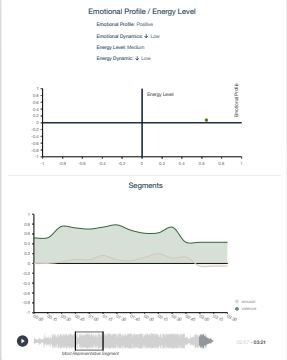 Emotional Profile / Energy Level
Emotional Profile: Positive
Emotional Dynamics: ↓ Low
Energy Level: Medium
Energy Dynamic: ↓ Low
Energy Level
Emotional Profile
1
0.8
0.6
0.4
0.2
0
-0.2
-0.4
-0.6
-0.8
-1
-1 -0.8 -0.6 -0.4 -0.2 0 0.2 0.4 0.6 0.8 1
Segments
1
0.8
0.6
0.4
0.2
0
-0.2
-0.4
-0.6
-0.8
-1
arousal
valence
03:21
Most Representative Segment